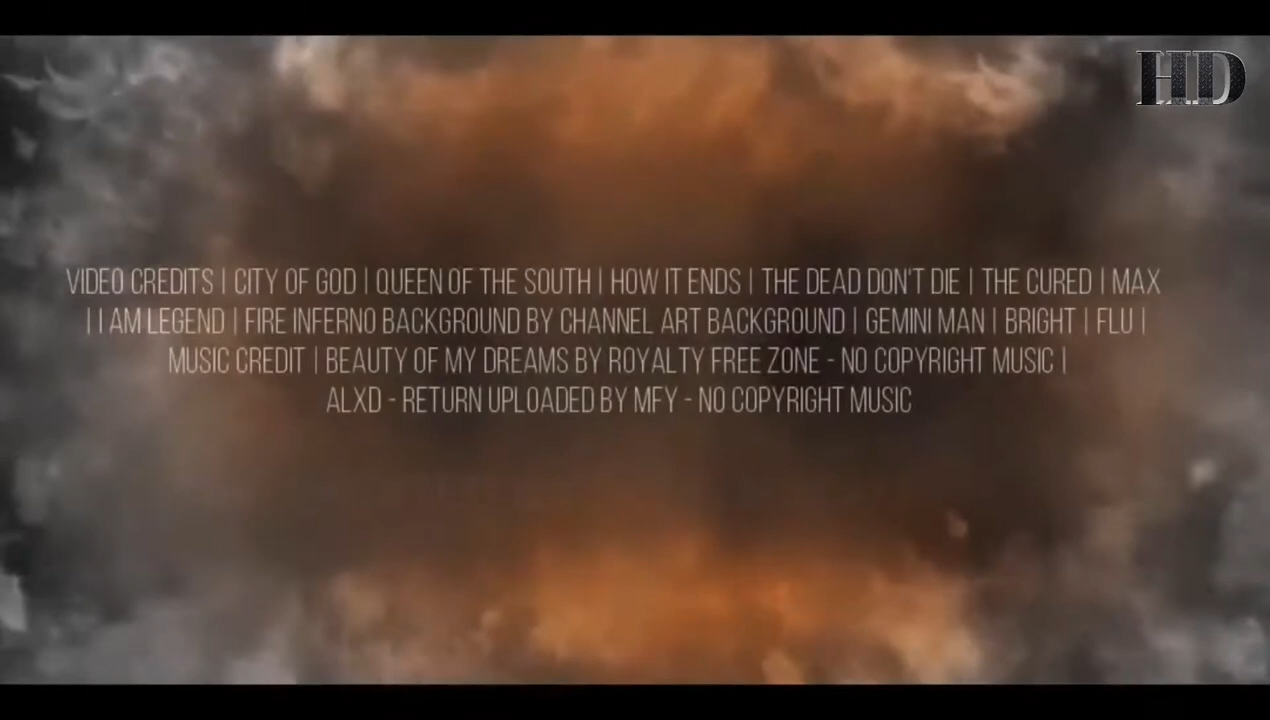 HD
VIDEO CREDITS | CITY OF GOD | QUEEN OF THE SOUTH | HOW IT ENDS | THE DEAD DON'T DIE | THE CURED | MAX
| I AM LEGEND | FIRE INFERNO BACKGROUND BY CHANNEL ART BACKGROUND | GEMINI MAN | BRIGHT | FLU |
MUSIC CREDIT | BEAUTY OF MY DREAMS BY ROYALTY FREE ZONE - NO COPYRIGHT MUSIC |
ALXD - RETURN UPLOADED BY MFY - NO COPYRIGHT MUSIC